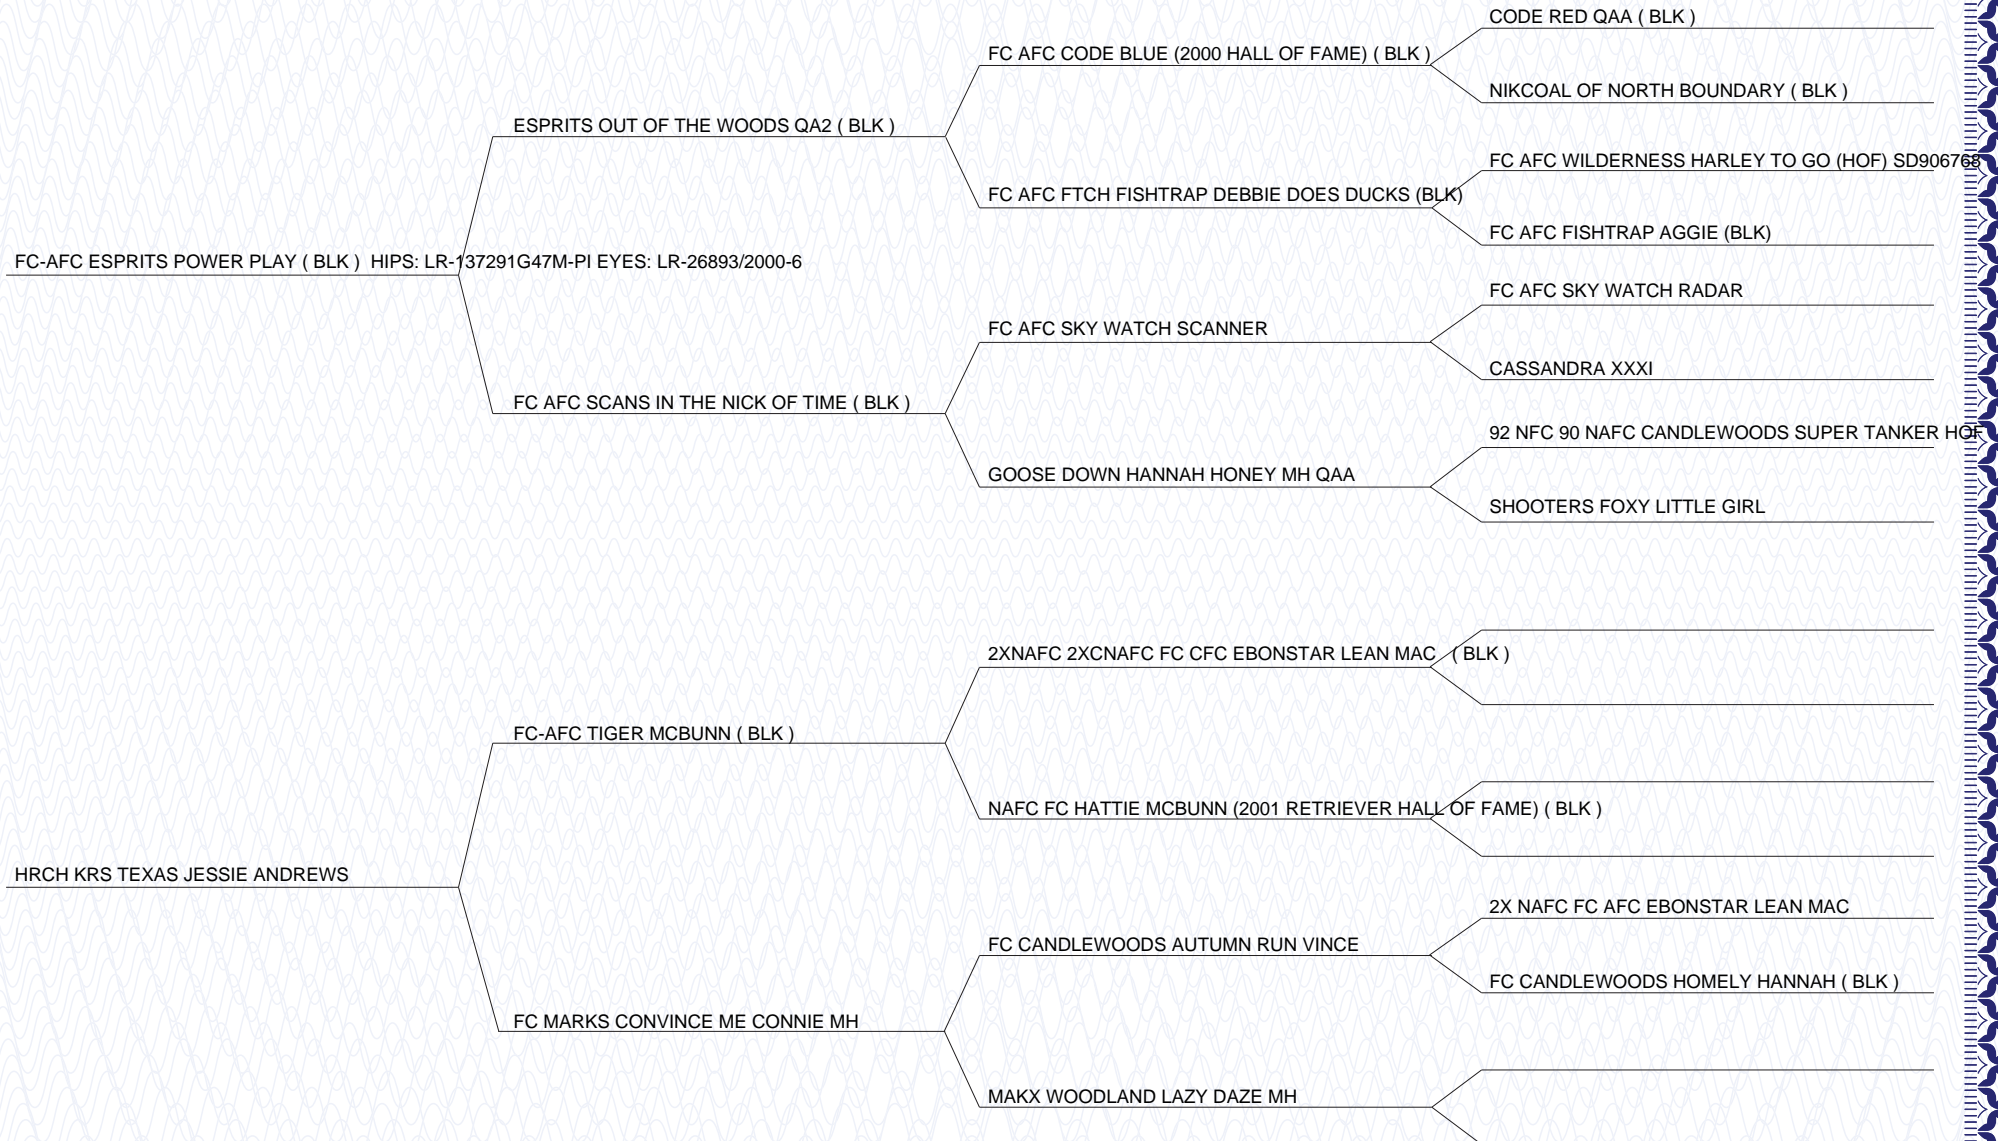 CODE RED QAA ( BLK )
FC AFC CODE BLUE (2000 HALL OF FAME) ( BLK )
NIKCOAL OF NORTH BOUNDARY ( BLK )
ESPRITS OUT OF THE WOODS QA2 ( BLK )
FC AFC WILDERNESS HARLEY TO GO (HOF) SD906768
FC AFC FTCH FISHTRAP DEBBIE DOES DUCKS (BLK)
FC AFC FISHTRAP AGGIE (BLK)
FC-AFC ESPRITS POWER PLAY ( BLK ) HIPS: LR-137291G47M-PI EYES: LR-26893/2000-6
FC AFC SKY WATCH RADAR
FC AFC SKY WATCH SCANNER
CASSANDRA XXXI
FC AFC SCANS IN THE NICK OF TIME ( BLK )
92 NFC 90 NAFC CANDLEWOODS SUPER TANKER HOF
GOOSE DOWN HANNAH HONEY MH QAA
SHOOTERS FOXY LITTLE GIRL
2XNAFC 2XCNAFC FC CFC EBONSTAR LEAN MAC ( BLK )
FC-AFC TIGER MCBUNN ( BLK )
NAFC FC HATTIE MCBUNN (2001 RETRIEVER HALL OF FAME) ( BLK )
HRCH KRS TEXAS JESSIE ANDREWS
2X NAFC FC AFC EBONSTAR LEAN MAC
FC CANDLEWOODS AUTUMN RUN VINCE
FC CANDLEWOODS HOMELY HANNAH ( BLK )
FC MARKS CONVINCE ME CONNIE MH
MAKX WOODLAND LAZY DAZE MH